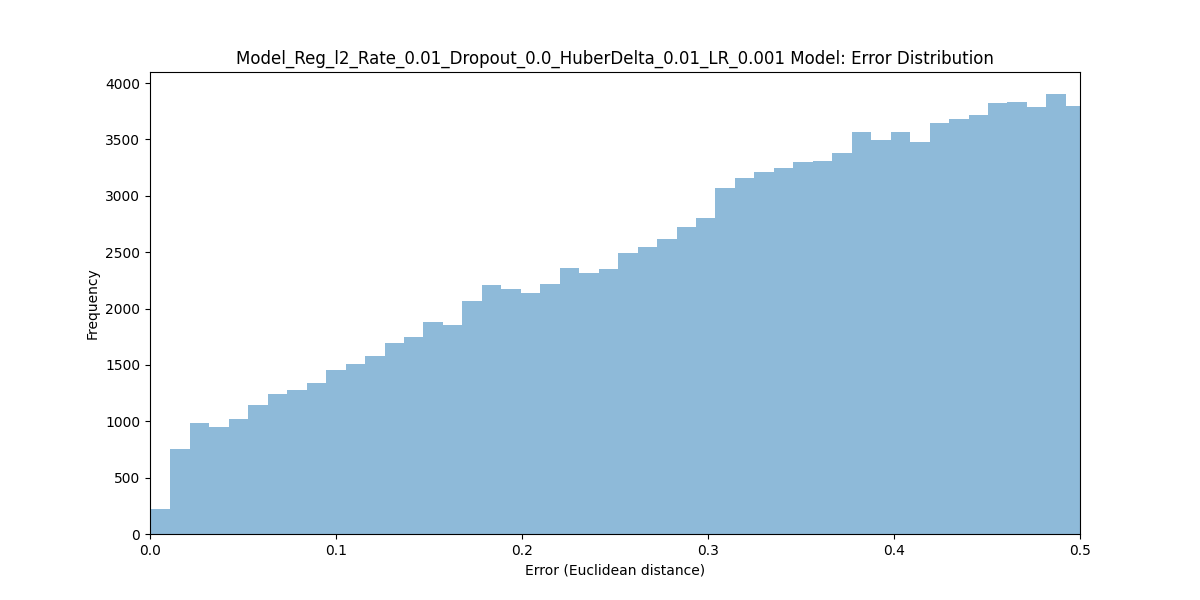 Model_Reg_l2_Rate_0.01_Dropout_0.0_HuberDelta_0.01_LR_0.001 Model: Error Distribution
4000
3500
3000
2500
2000
1500
1000
500
0
Frequency
0.0 0.1 0.2 0.3 0.4 0.5
Error (Euclidean distance)